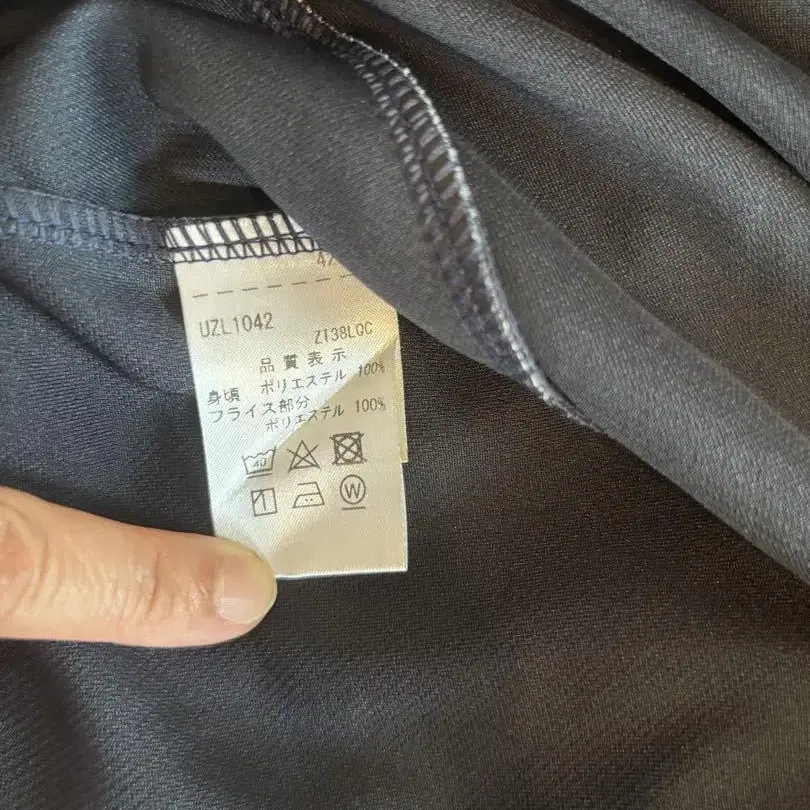 UZL1042
ZT38LQC
品質表示
身頃 ポリエステル 100%
フライス部分
ポリエステル 100%
40
W